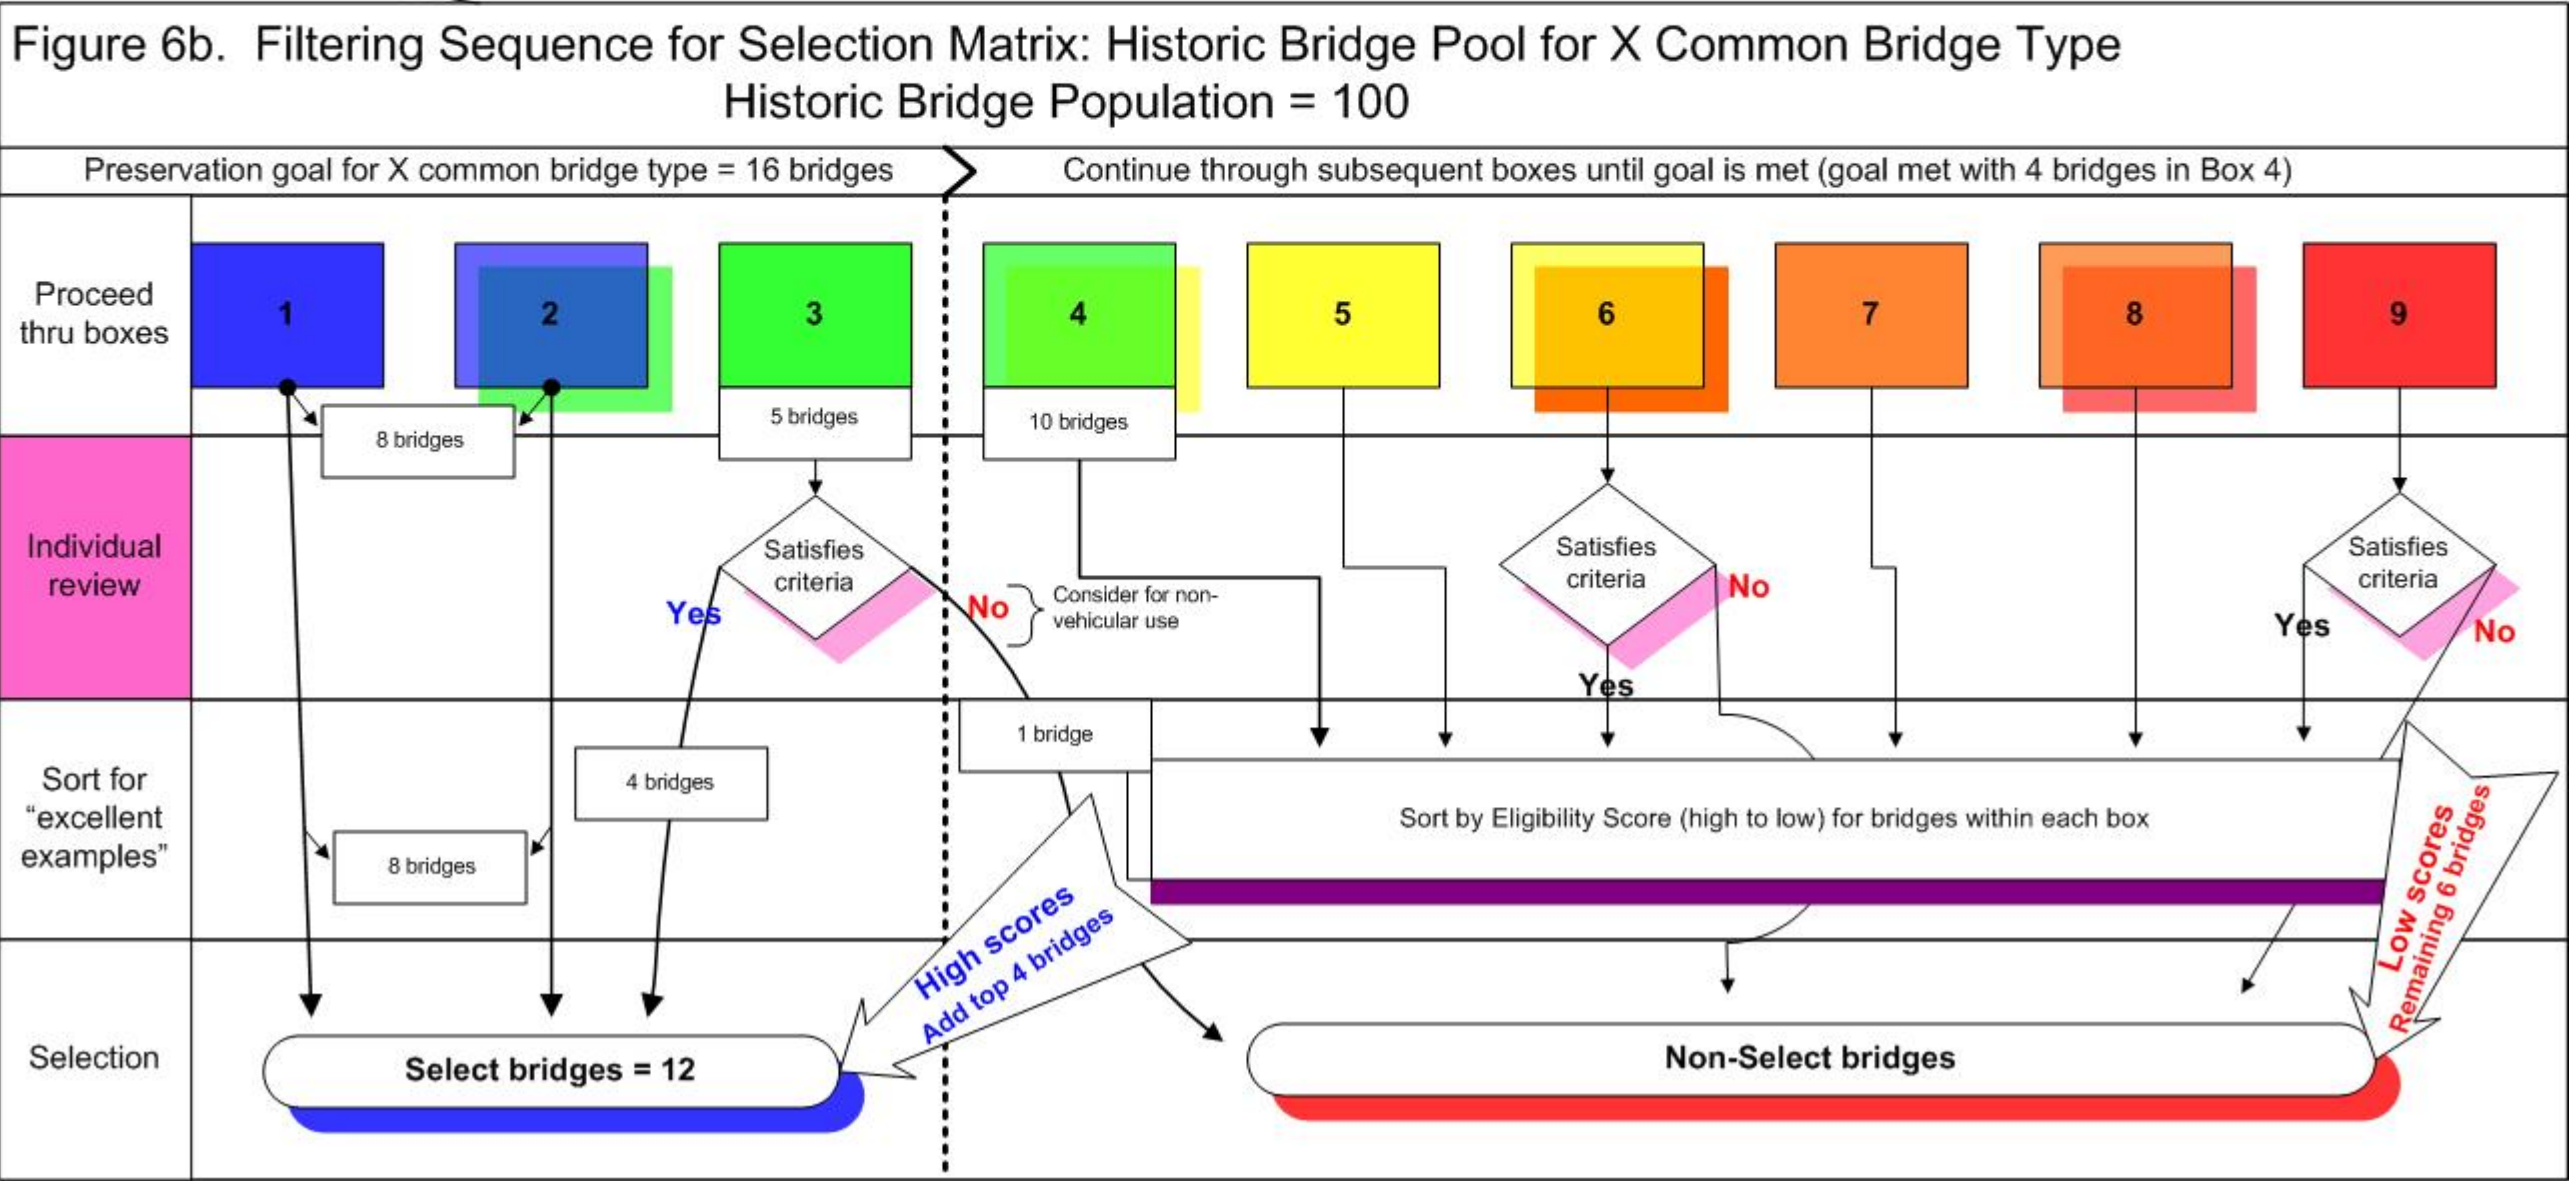 Figure 6b.  Filtering Sequence for Selection Matrix: Historic Bridge Pool for X Common Bridge Type
Historic Bridge Population = 100
Preservation goal for X common bridge type = 16 bridges
Continue through subsequent boxes until goal is met (goal met with 4 bridges in Box 4)
Proceed
thru boxes
1
2
3
4
5
6
7
8
9
8 bridges
5 bridges
10 bridges
Individual
review
Satisfies
criteria
Yes
No
Consider for non-
vehicular use
Satisfies
criteria
No
Yes
Satisfies
criteria
Yes
No
Sort for
“excellent
examples”
8 bridges
4 bridges
1 bridge
Sort by Eligibility Score (high to low) for bridges within each box
High scores
Add top 4 bridges
Low scores
Remaining 6 bridges
Selection
Select bridges = 12
Non-Select bridges